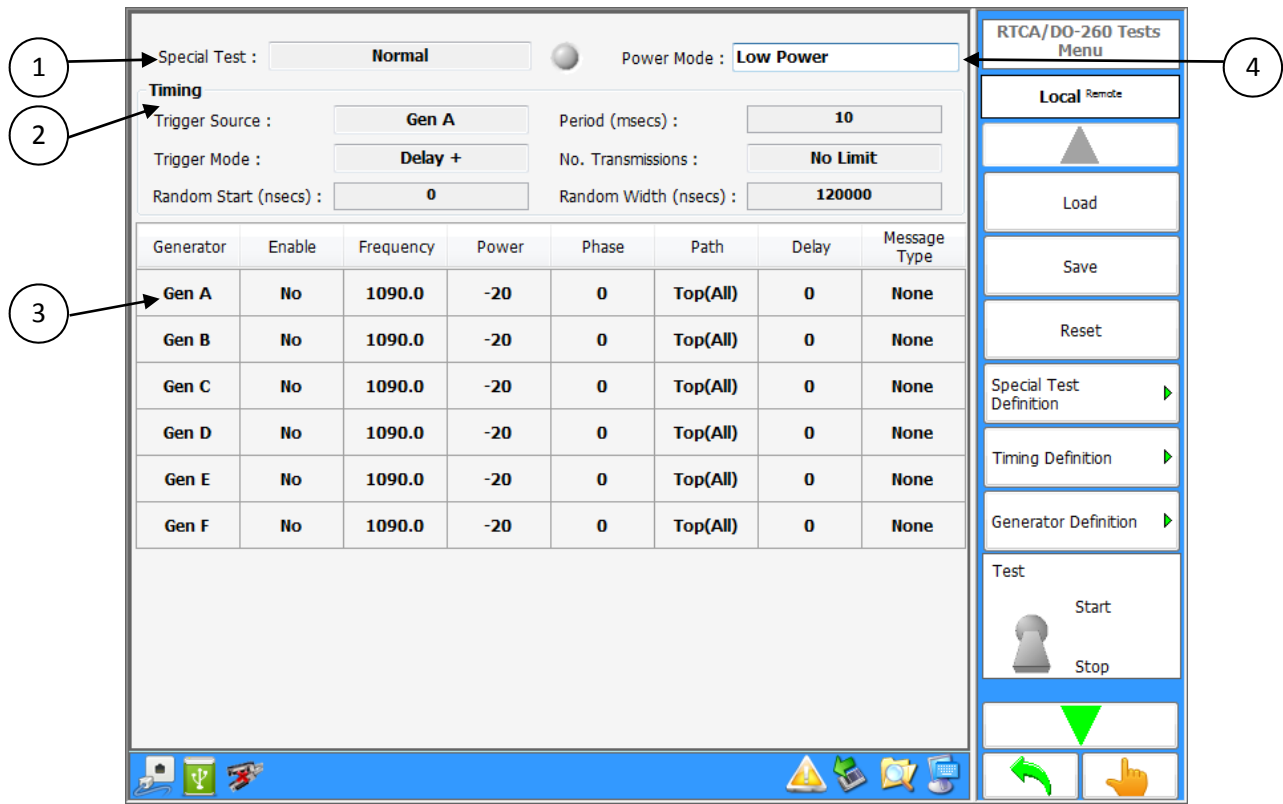 1
2
3
4
Special Test : Normal Power Mode : Low Power
Timing
Trigger Source : Gen A Period (msecs) : 10
Trigger Mode : Delay + No. Transmissions : No Limit
Random Start (nsecs) : 0 Random Width (nsecs) : 120000
Generator Enable Frequency Power Phase Path Delay Message Type
Gen A No 1090.0 -20 0 Top(All) 0 None
Gen B No 1090.0 -20 0 Top(All) 0 None
Gen C No 1090.0 -20 0 Top(All) 0 None
Gen D No 1090.0 -20 0 Top(All) 0 None
Gen E No 1090.0 -20 0 Top(All) 0 None
Gen F No 1090.0 -20 0 Top(All) 0 None
RTCA/DO-260 Tests
Menu
Local Remote
Load
Save
Reset
Special Test
Definition
Timing Definition
Generator Definition
Test
Start
Stop